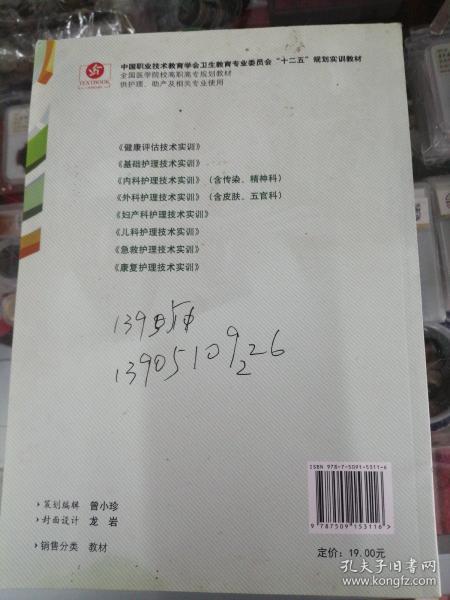 TEXTBOOK
中国职业技术教育学会卫生教育专业委员会“十二五”规划实训教材
全国医学院校高职高专规划教材
供护理、助产及相关专业使用
《健康评估技术实训》
《基础护理技术实训》
《内科护理技术实训》（含传染、精神科）
《外科护理技术实训》（含皮肤、五官科）
《妇产科护理技术实训》
《儿科护理技术实训》
《急救护理技术实训》
《康复护理技术实训》
139
13905109226
策划编辑 曾小珍
封面设计 龙岩
销售分类 教材
ISBN 978-7-5091-5311-6
9 787509 153116 >
定价：19.00元
孔夫子旧书网
www.kongfz.com